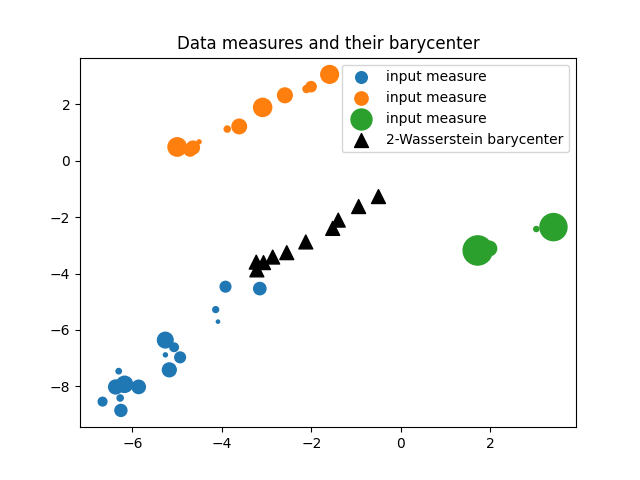 Data measures and their barycenter
input measure
input measure
input measure
2-Wasserstein barycenter
2
0
−2
−4
−6
−8
−6
−4
−2
0
2